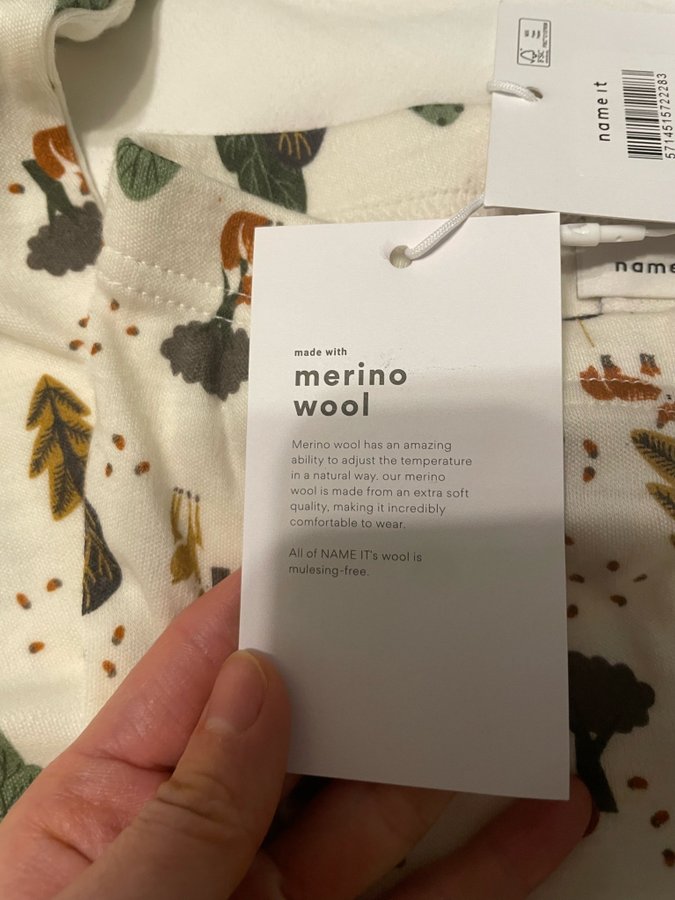 FSC
name it
5714515722283
name
made with
merino
wool
Merino wool has an amazing
ability to adjust the temperature
in a natural way. our merino
wool is made from an extra soft
quality, making it incredibly
comfortable to wear.
All of NAME IT's wool is
mulesing-free.